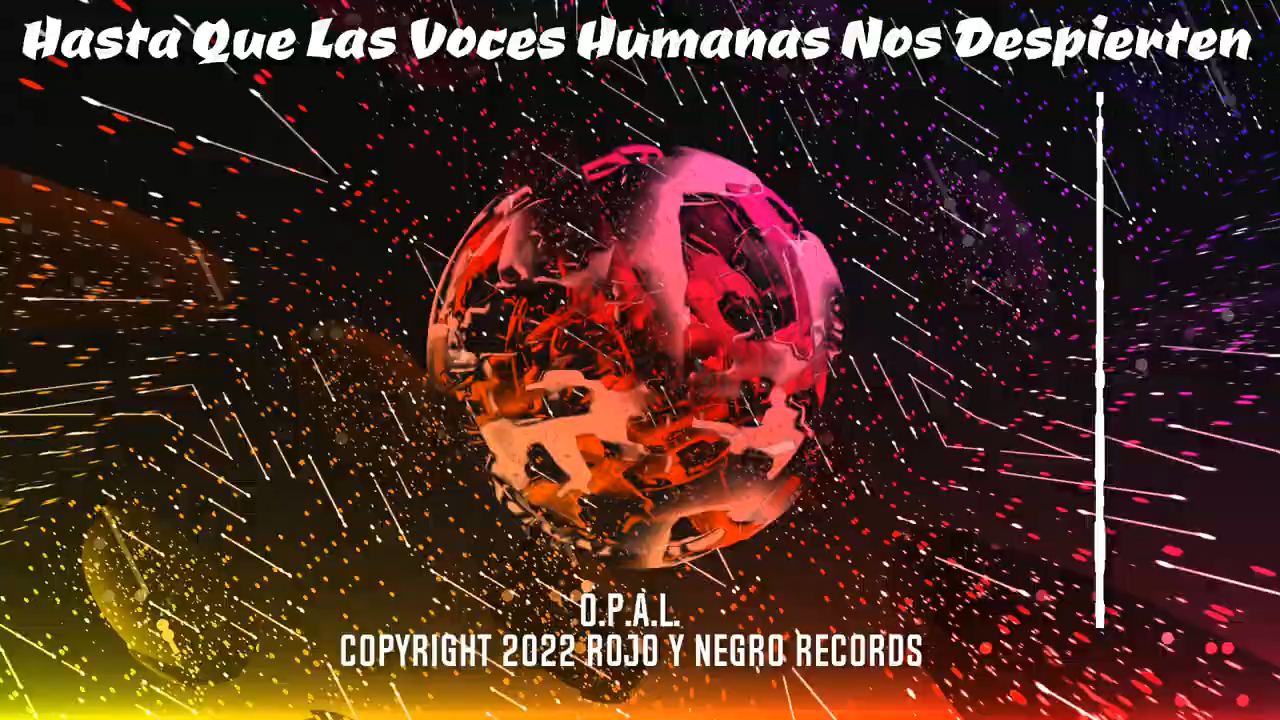 Hasta Que Las Voces Humanas Nos Despierten
O.P.A.L.
COPYRIGHT 2022 ROJO Y NEGRO RECORDS